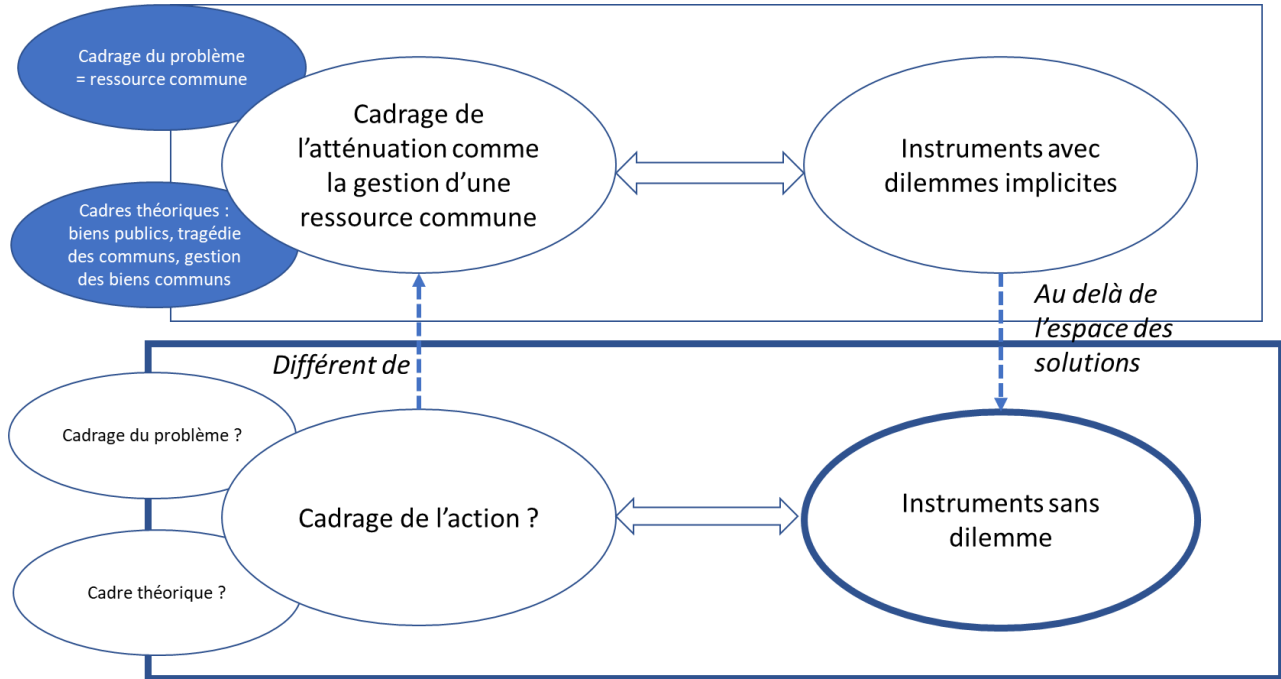 Cadrage du problème
= ressource commune
Cadrage de
l’atténuation comme
la gestion d’une
ressource commune
Instruments avec
dilemmes implicites
Cadres théoriques :
biens publics, tragédie
des communs, gestion
des biens communs
Au delà de
l’espace des
solutions
Différent de
Cadrage du problème ?
Cadrage de l’action ?
Instruments sans
dilemme
Cadre théorique ?